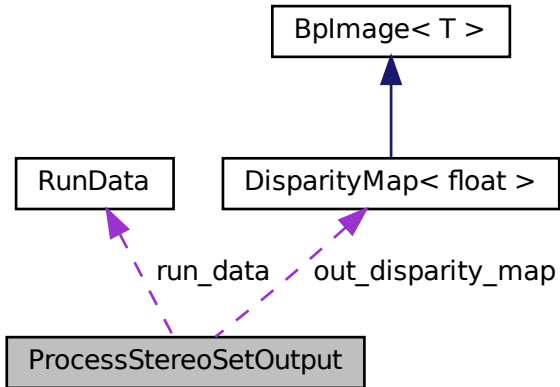 BpImage< T >
RunData
DisparityMap< float >
run_data
out_disparity_map
ProcessStereoSetOutput